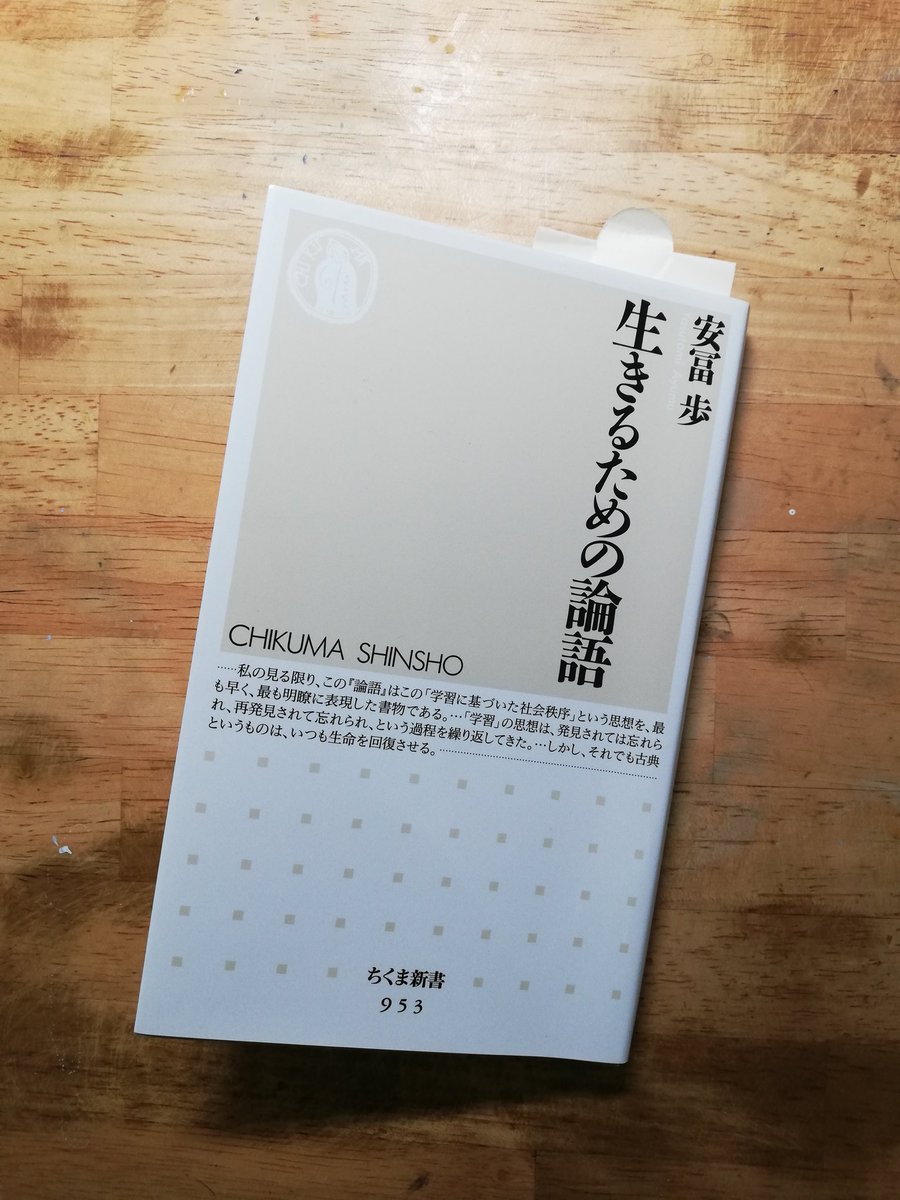 安冨 歩
生きるための論語
CHIKUMA SHINSHO
……私の見る限り、この『論語』はこの「学習に基づいた社会秩序」という思想を、最
も早く、最も明瞭に表現した書物である。…「学習」の思想は、発見されては忘れら
れ、再発見されて忘れられ、という過程を繰り返してきた。…しかし、それでも古典
というものは、いつも生命を回復させる。……………………………………
ちくま新書
953